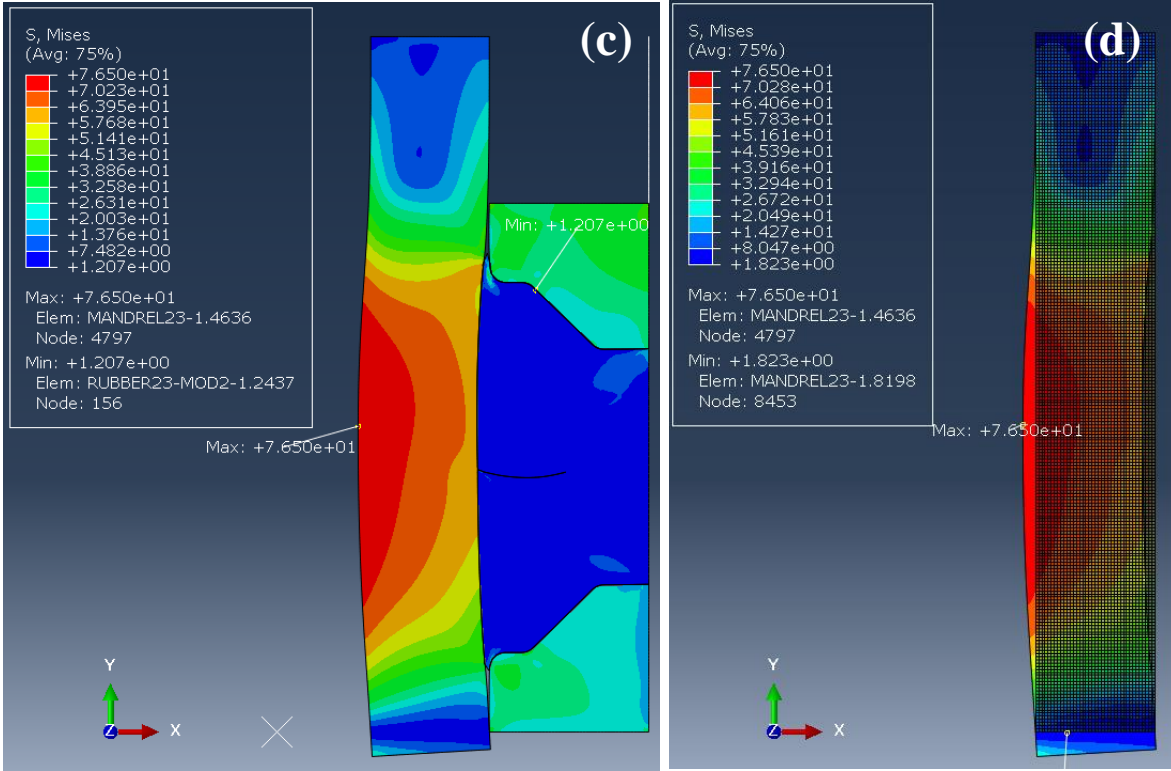 (c)
S, Mises
(Avg: 75%)
+7.650e+01
+7.023e+01
+6.395e+01
+5.768e+01
+5.141e+01
+4.513e+01
+3.886e+01
+3.258e+01
+2.631e+01
+2.003e+01
+1.376e+01
+7.482e+00
+1.207e+00
Max: +7.650e+01
Elem: MANDREL23-1.4636
Node: 4797
Min: +1.207e+00
Elem: RUBBER23-MOD2-1.2437
Node: 156
Min: +1.207e+00
Max: +7.650e+01
Y
Z
X
(d)
S, Mises
(Avg: 75%)
+7.650e+01
+7.028e+01
+6.406e+01
+5.783e+01
+5.161e+01
+4.539e+01
+3.916e+01
+3.294e+01
+2.672e+01
+2.049e+01
+1.427e+01
+8.047e+00
+1.823e+00
Max: +7.650e+01
Elem: MANDREL23-1.4636
Node: 4797
Min: +1.823e+00
Elem: MANDREL23-1.8198
Node: 8453
Max: +7.650e+01
Y
Z
X